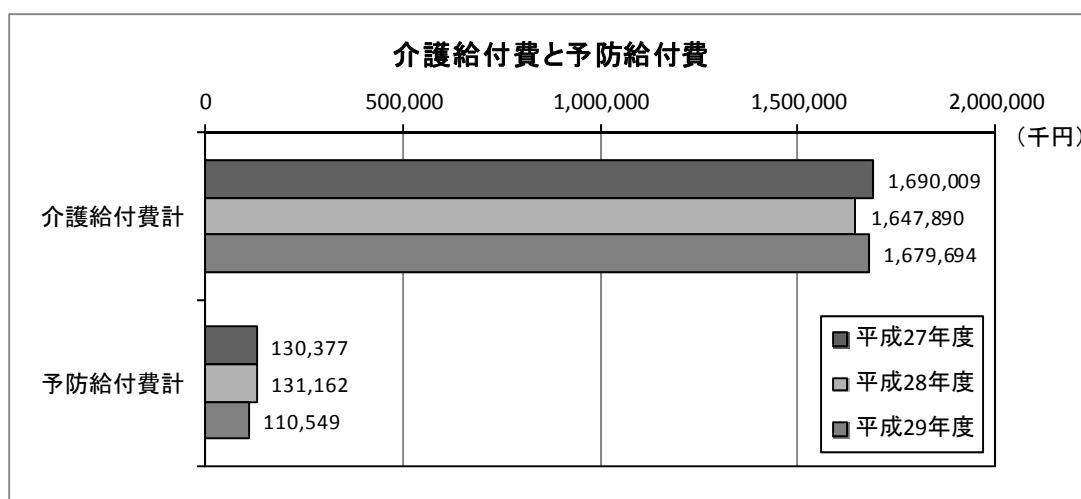 介護給付費と予防給付費
0 500,000 1,000,000 1,500,000 2,000,000
（千円）
介護給付費計
1,690,009
1,647,890
1,679,694
予防給付費計
130,377
131,162
110,549
平成27年度
平成28年度
平成29年度